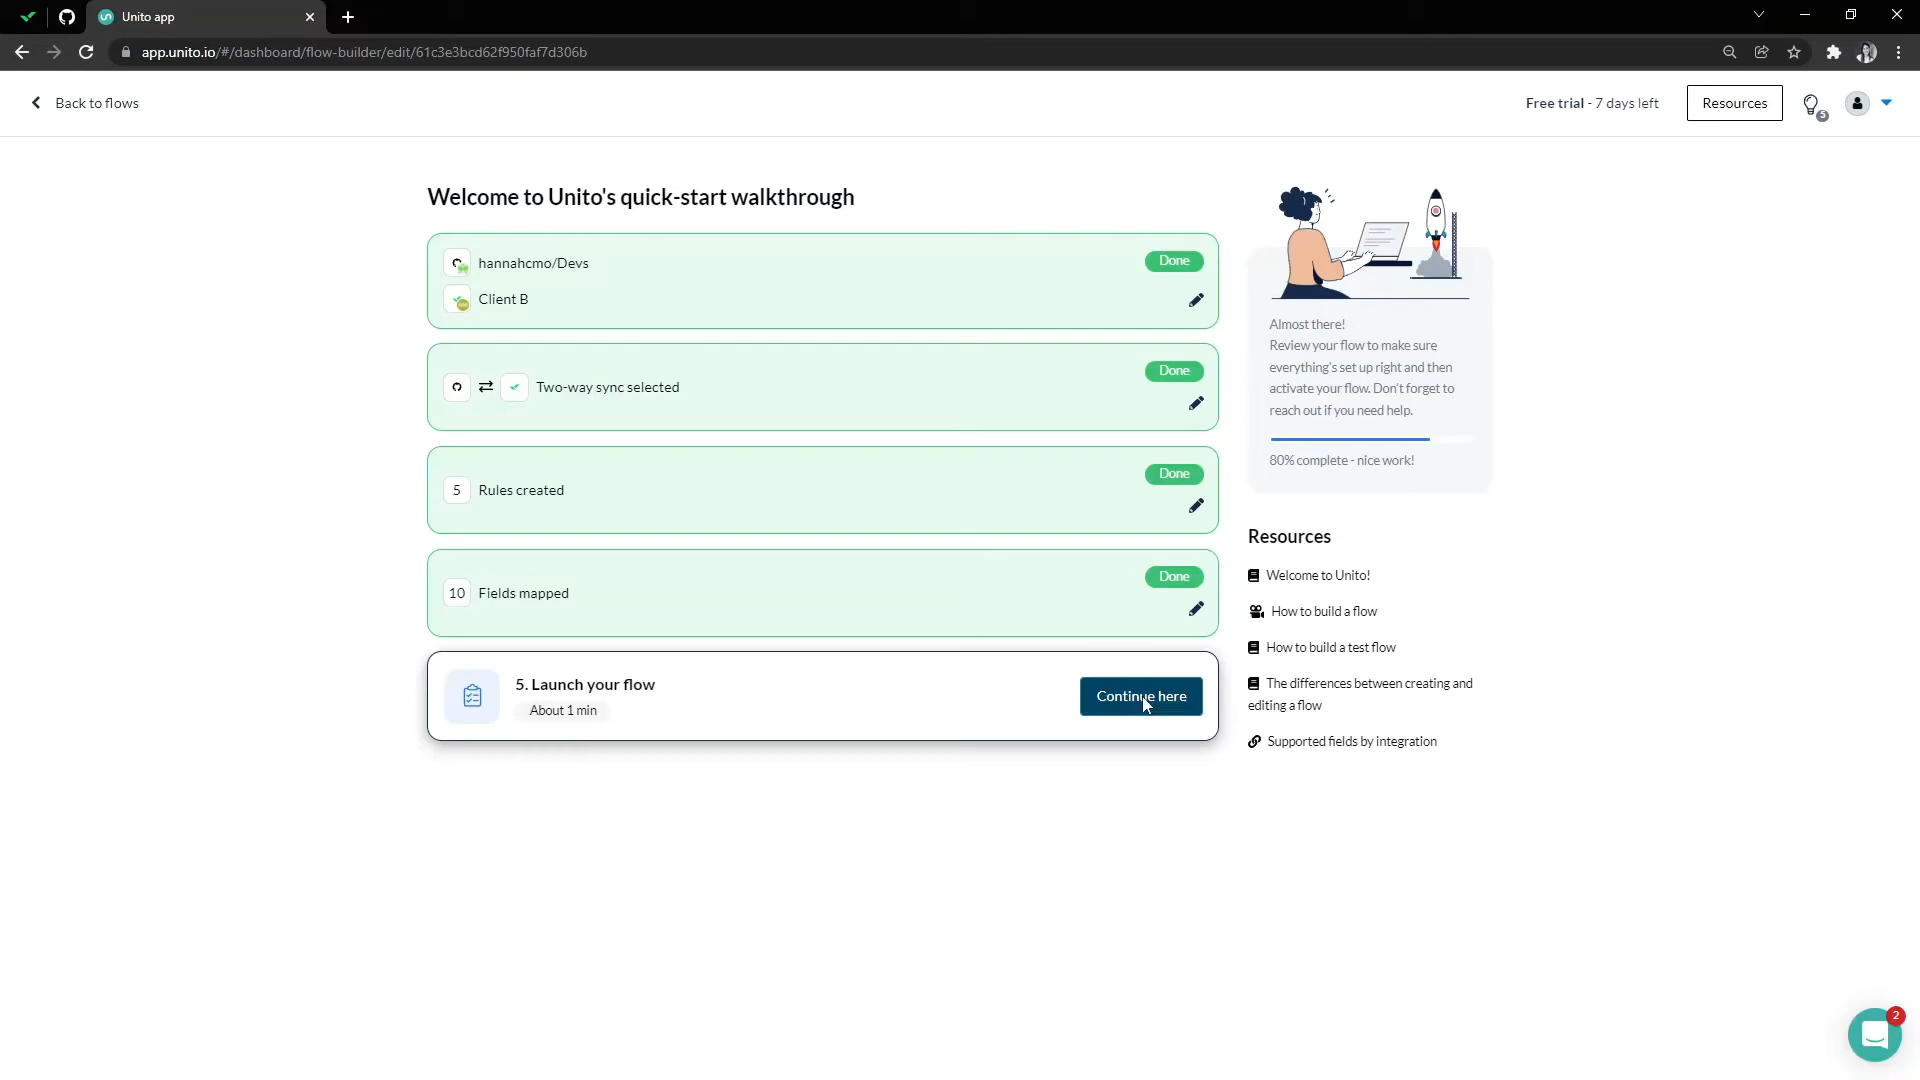 Unito app
app.unito.io/#/dashboard/flow-builder/edit/61c3e3bcd62f950faf7d306b
Back to flows
Free trial - 7 days left
Resources
5
Welcome to Unito's quick-start walkthrough
hannahcmo/Devs
Done
Client B
Two-way sync selected
Done
5 Rules created
Done
10 Fields mapped
Done
5. Launch your flow
About 1 min
Continue here
Almost there!
Review your flow to make sure
everything's set up right and then
activate your flow. Don't forget to
reach out if you need help.
80% complete - nice work!
Resources
Welcome to Unito!
How to build a flow
How to build a test flow
The differences between creating and
editing a flow
Supported fields by integration
2